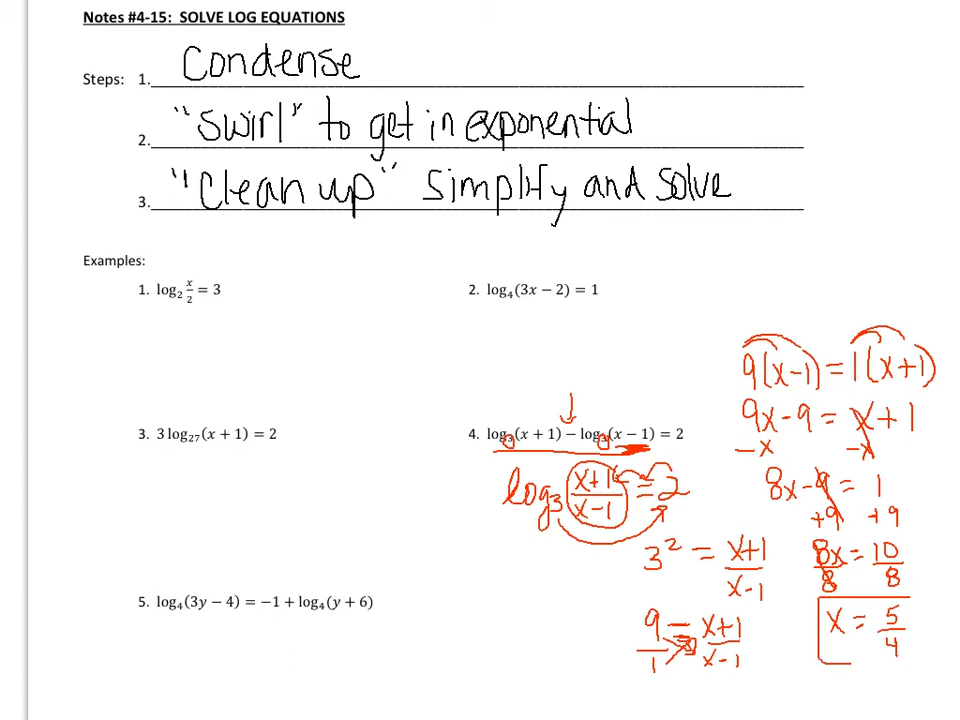 Notes #4-15: SOLVE LOG EQUATIONS
Steps: 1. Condense
2. "Swirl" to get in exponential
3. "Clean up" Simplify and solve
Examples:
1. log₂ x/2 = 3
2. log₄(3x − 2) = 1
3. 3 log₂₇(x + 1) = 2
4. log₃(x + 1) − log₃(x − 1) = 2
log₃ (x+1)/(x-1) = 2
3² = (x+1)/(x-1)
9/1 = (x+1)/(x-1)
9(x-1) = 1(x+1)
9x-9 = x+1
-x -x
8x-9 = 1
+9 +9
8x/8 = 10/8
x = 5/4
5. log₄(3y − 4) = −1 + log₄(y + 6)